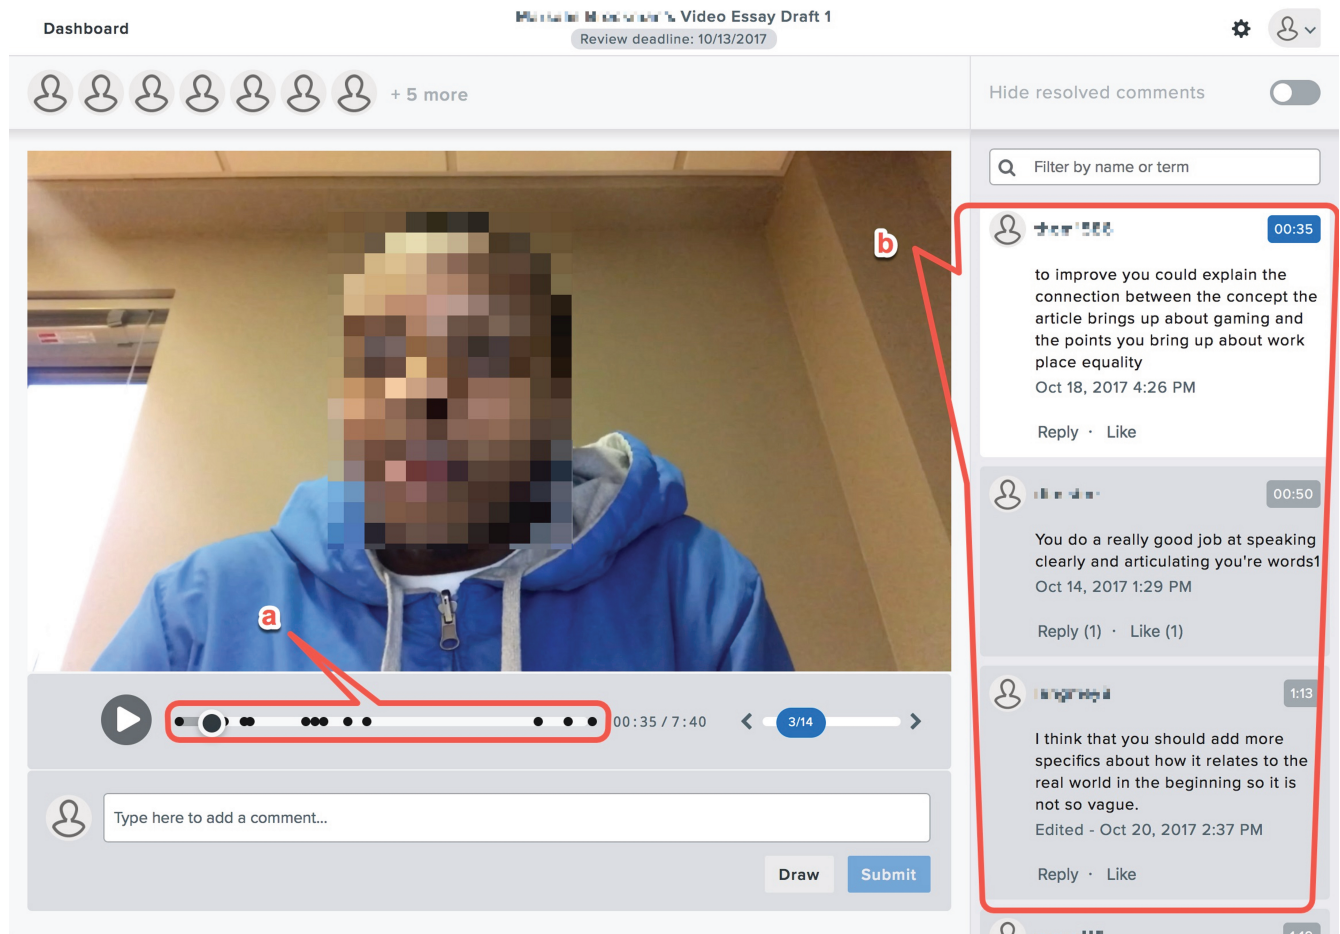 Dashboard
Video Essay Draft 1
Review deadline: 10/13/2017
+ 5 more
Hide resolved comments
Filter by name or term
b
00:35
to improve you could explain the
connection between the concept the
article brings up about gaming and
the points you bring up about work
place equality
Oct 18, 2017 4:26 PM
Reply · Like
00:50
You do a really good job at speaking
clearly and articulating you're words1
Oct 14, 2017 1:29 PM
Reply (1) · Like (1)
1:13
I think that you should add more
specifics about how it relates to the
real world in the beginning so it is
not so vague.
Edited - Oct 20, 2017 2:37 PM
Reply · Like
a
00:35 / 7:40
3/14
Type here to add a comment...
Draw
Submit